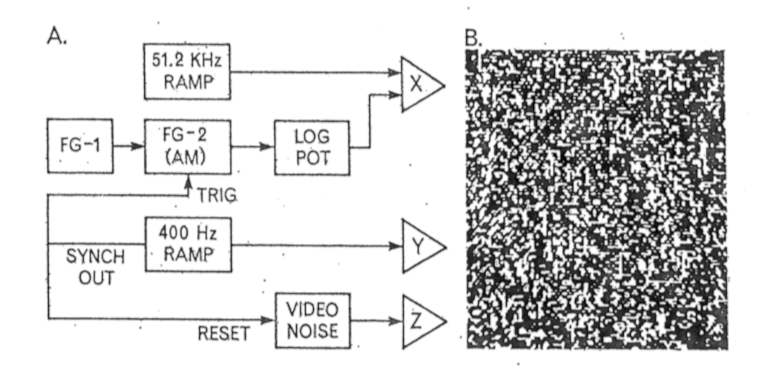 A.
B.
51.2 KHz
RAMP
X
FG-1
FG-2
(AM)
LOG
POT
TRIG
400 Hz
RAMP
Y
SYNCH
OUT
VIDEO
NOISE
Z
RESET